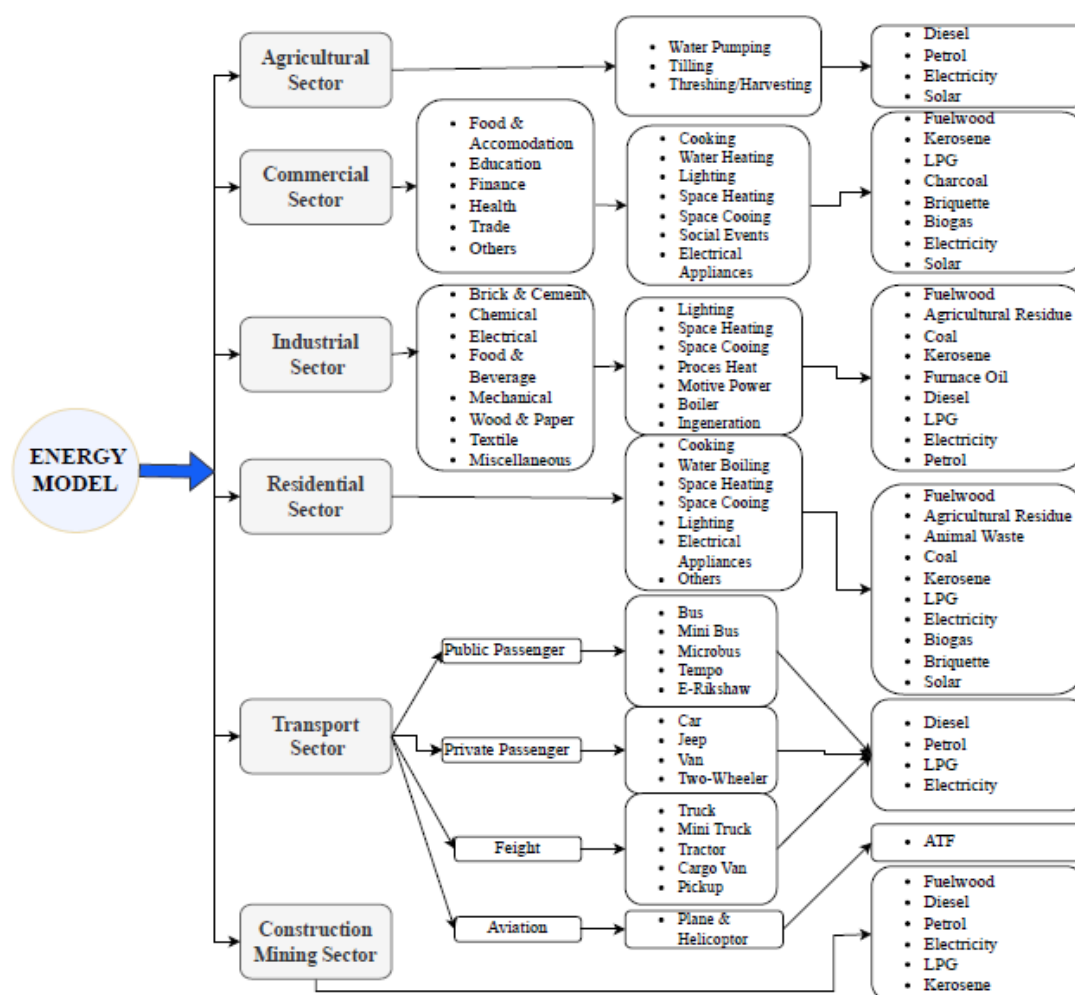 ENERGY
MODEL
Agricultural
Sector
Water Pumping
Tilling
Threshing/Harvesting
Diesel
Petrol
Electricity
Solar
Commercial
Sector
Food &
Accomodation
Education
Finance
Health
Trade
Others
Cooking
Water Heating
Lighting
Space Heating
Space Cooing
Social Events
Electrical
Appliances
Fuelwood
Kerosene
LPG
Charcoal
Briquette
Biogas
Electricity
Solar
Industrial
Sector
Brick & Cement
Chemical
Electrical
Food &
Beverage
Mechanical
Wood & Paper
Textile
Miscellaneous
Lighting
Space Heating
Space Cooing
Proces Heat
Motive Power
Boiler
Ingeneration
Fuelwood
Agricultural Residue
Coal
Kerosene
Furnace Oil
Diesel
LPG
Electricity
Petrol
Residential
Sector
Cooking
Water Boiling
Space Heating
Space Cooing
Lighting
Electrical
Appliances
Others
Fuelwood
Agricultural Residue
Animal Waste
Coal
Kerosene
LPG
Electricity
Biogas
Briquette
Solar
Transport
Sector
Public Passenger
Bus
Mini Bus
Microbus
Tempo
E-Rikshaw
Private Passenger
Car
Jeep
Van
Two-Wheeler
Feight
Truck
Mini Truck
Tractor
Cargo Van
Pickup
Diesel
Petrol
LPG
Electricity
Aviation
Plane &
Helicoptor
ATF
Construction
Mining Sector
Fuelwood
Diesel
Petrol
Electricity
LPG
Kerosene